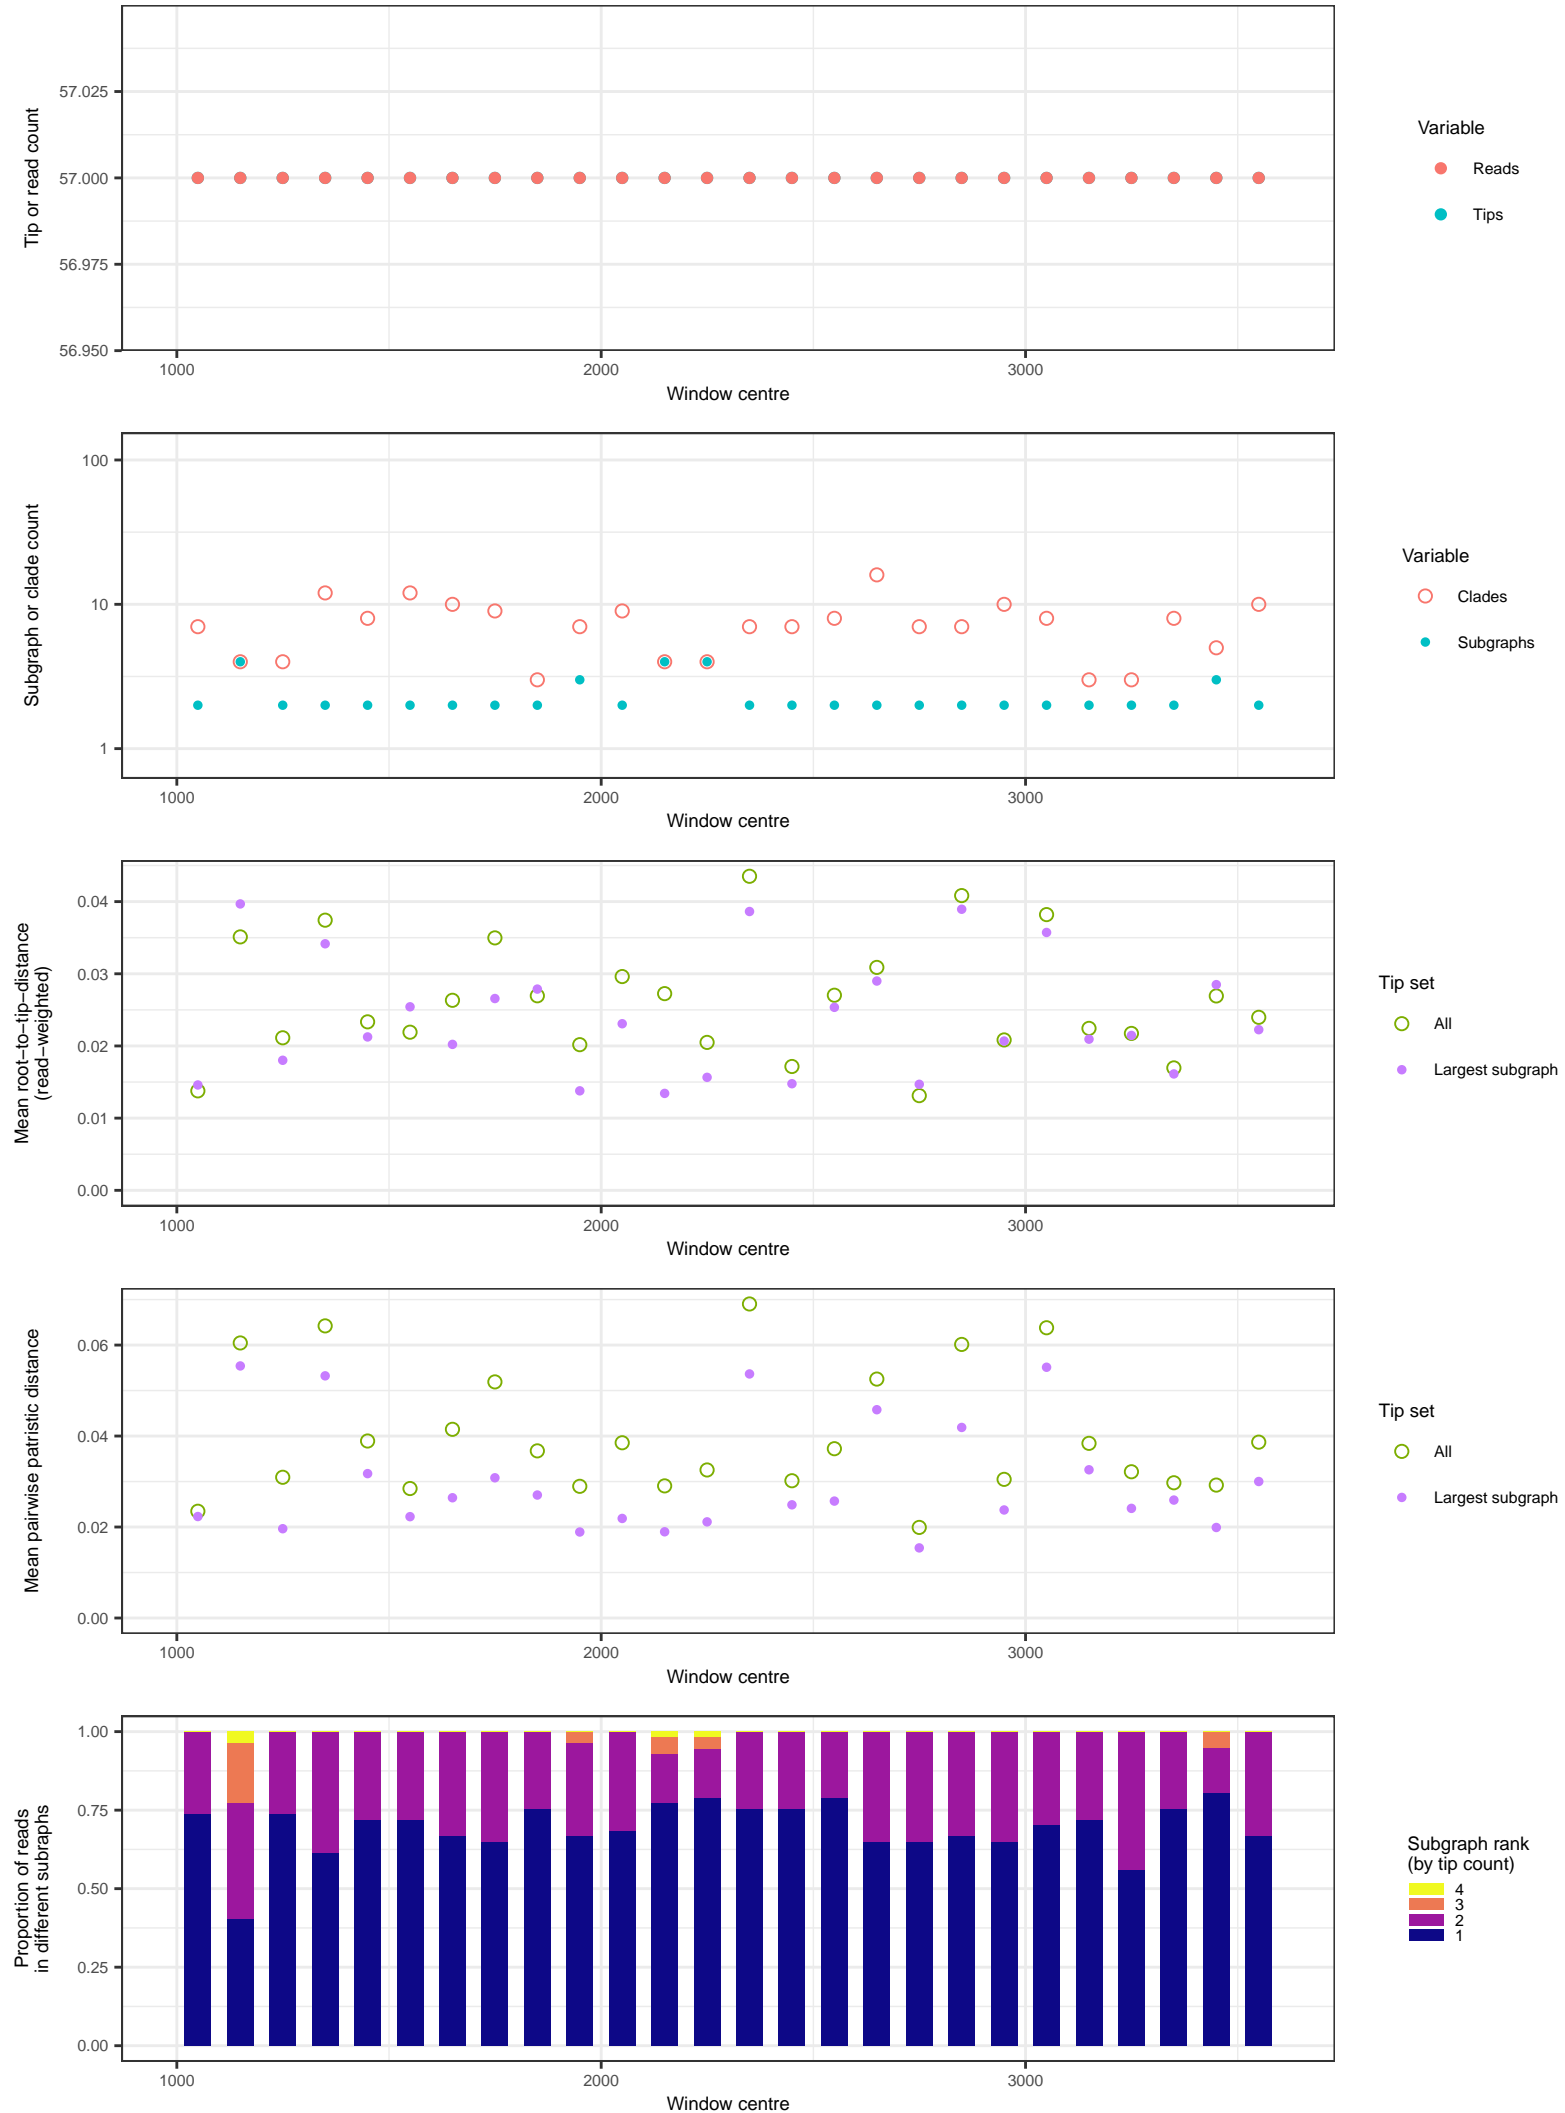 Tip or read count
57.025
57.000
56.975
56.950
1000
2000
3000
Window centre
Variable
Reads
Tips
Subgraph or clade count
100
10
1
1000
2000
3000
Window centre
Variable
Clades
Subgraphs
Mean root−to−tip−distance
(read−weighted)
0.04
0.03
0.02
0.01
0.00
1000
2000
3000
Window centre
Tip set
All
Largest subgraph
Mean pairwise patristic distance
0.06
0.04
0.02
0.00
1000
2000
3000
Window centre
Tip set
All
Largest subgraph
Proportion of reads
in different subraphs
1.00
0.75
0.50
0.25
0.00
1000
2000
3000
Window centre
Subgraph rank
(by tip count)
4
3
2
1